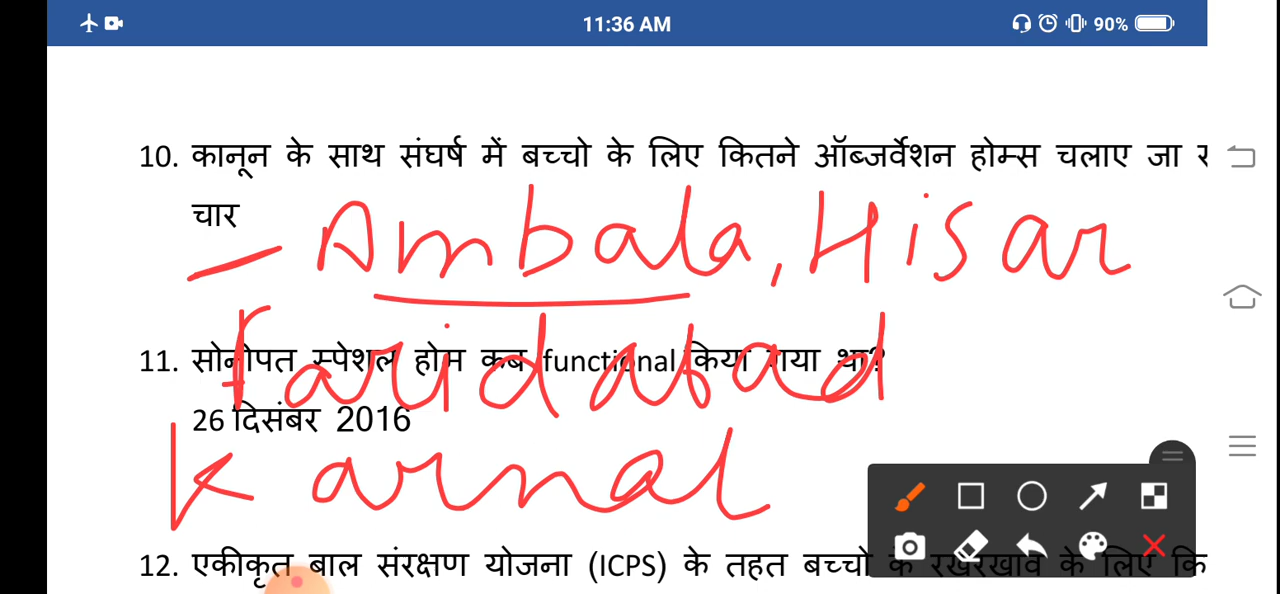 11:36 AM 90%
10. कानून के साथ संघर्ष में बच्चो के लिए कितने ऑब्जर्वेशन होम्स चलाए जा
चार
- Ambala, Hisar
Faridabad
11. सोनीपत स्पेशल होम कब functional किया गया था?
26 दिसंबर 2016
Karnal
12. एकीकृत बाल संरक्षण योजना (ICPS) के तहत बच्चो के रखरखाव के लिए